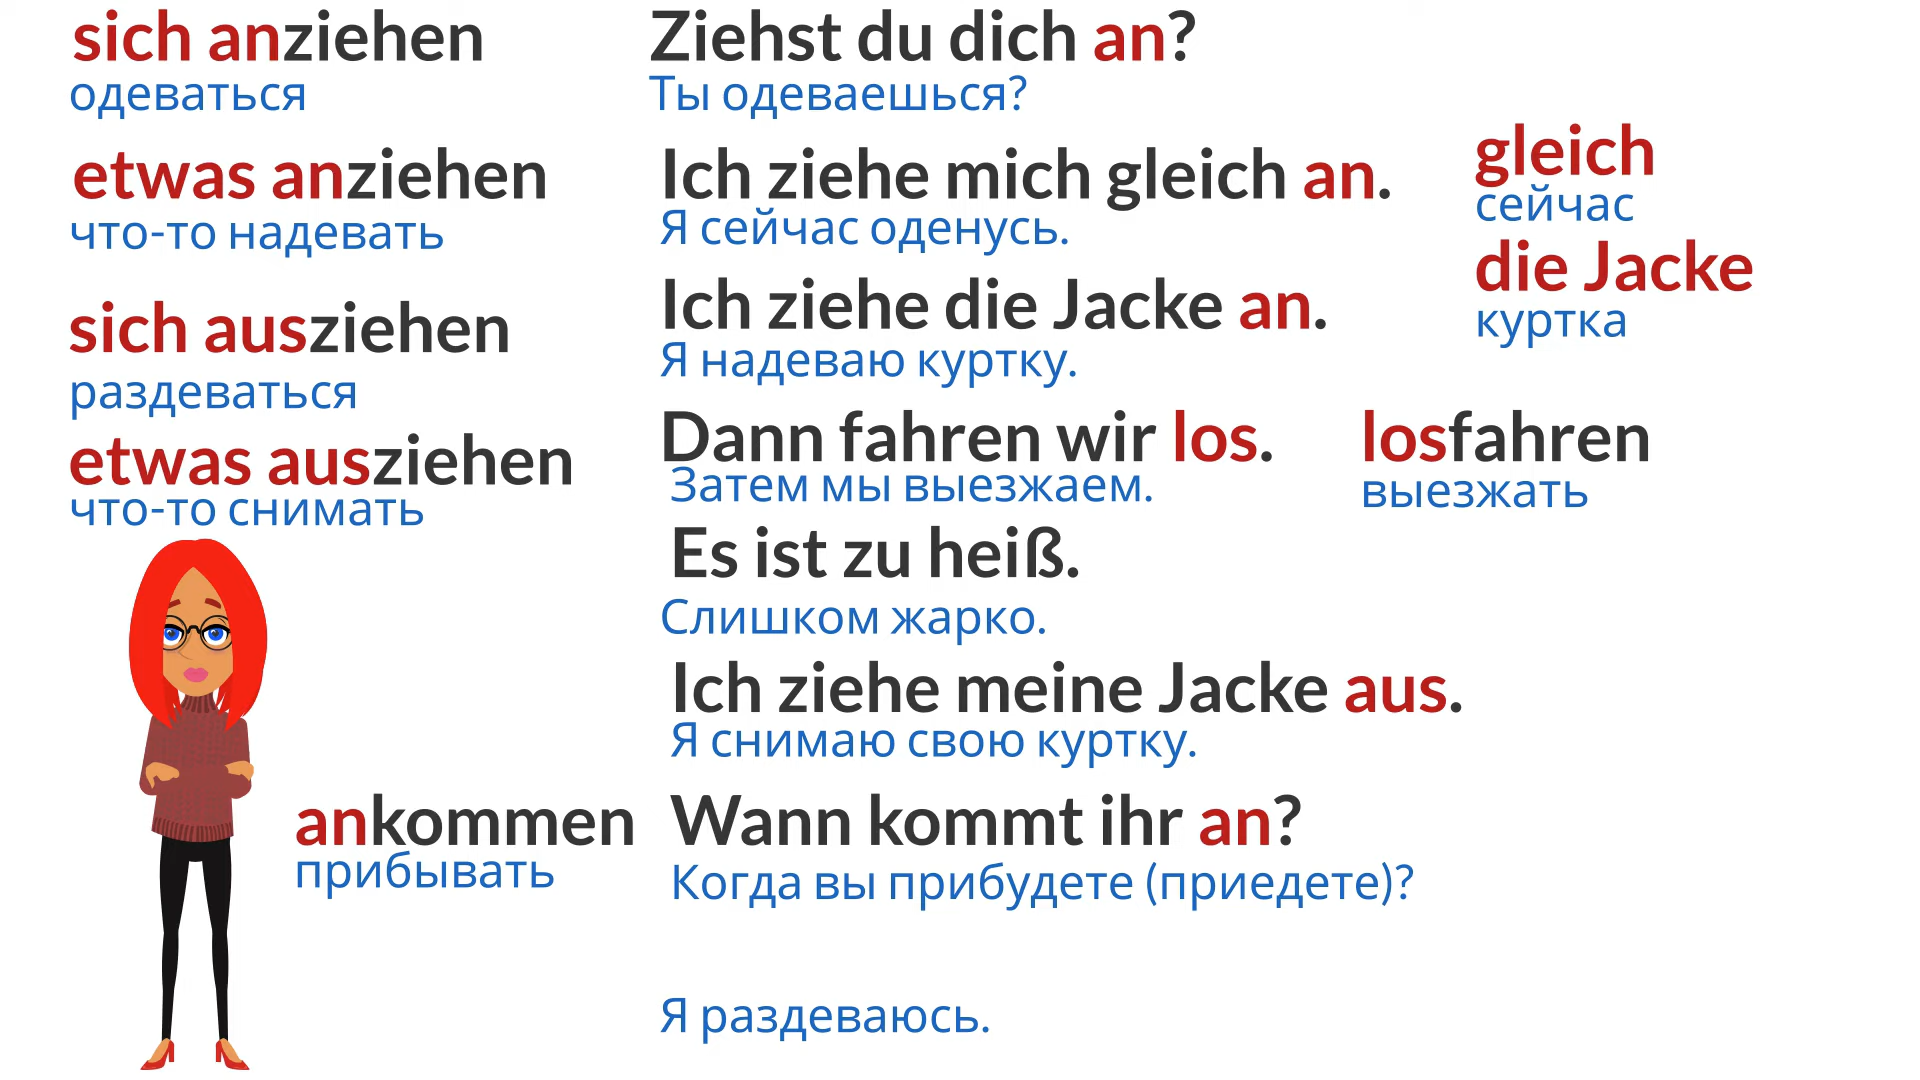 sich anziehen
одеваться
etwas anziehen
что-то надевать
sich ausziehen
раздеваться
etwas ausziehen
что-то снимать
ankommen
прибывать
Ziehst du dich an?
Ты одеваешься?
Ich ziehe mich gleich an.
Я сейчас оденусь.
Ich ziehe die Jacke an.
Я надеваю куртку.
Dann fahren wir los.
Затем мы выезжаем.
Es ist zu heiß.
Слишком жарко.
Ich ziehe meine Jacke aus.
Я снимаю свою куртку.
Wann kommt ihr an?
Когда вы прибудете (приедете)?
Я раздеваюсь.
gleich
сейчас
die Jacke
куртка
losfahren
выезжать